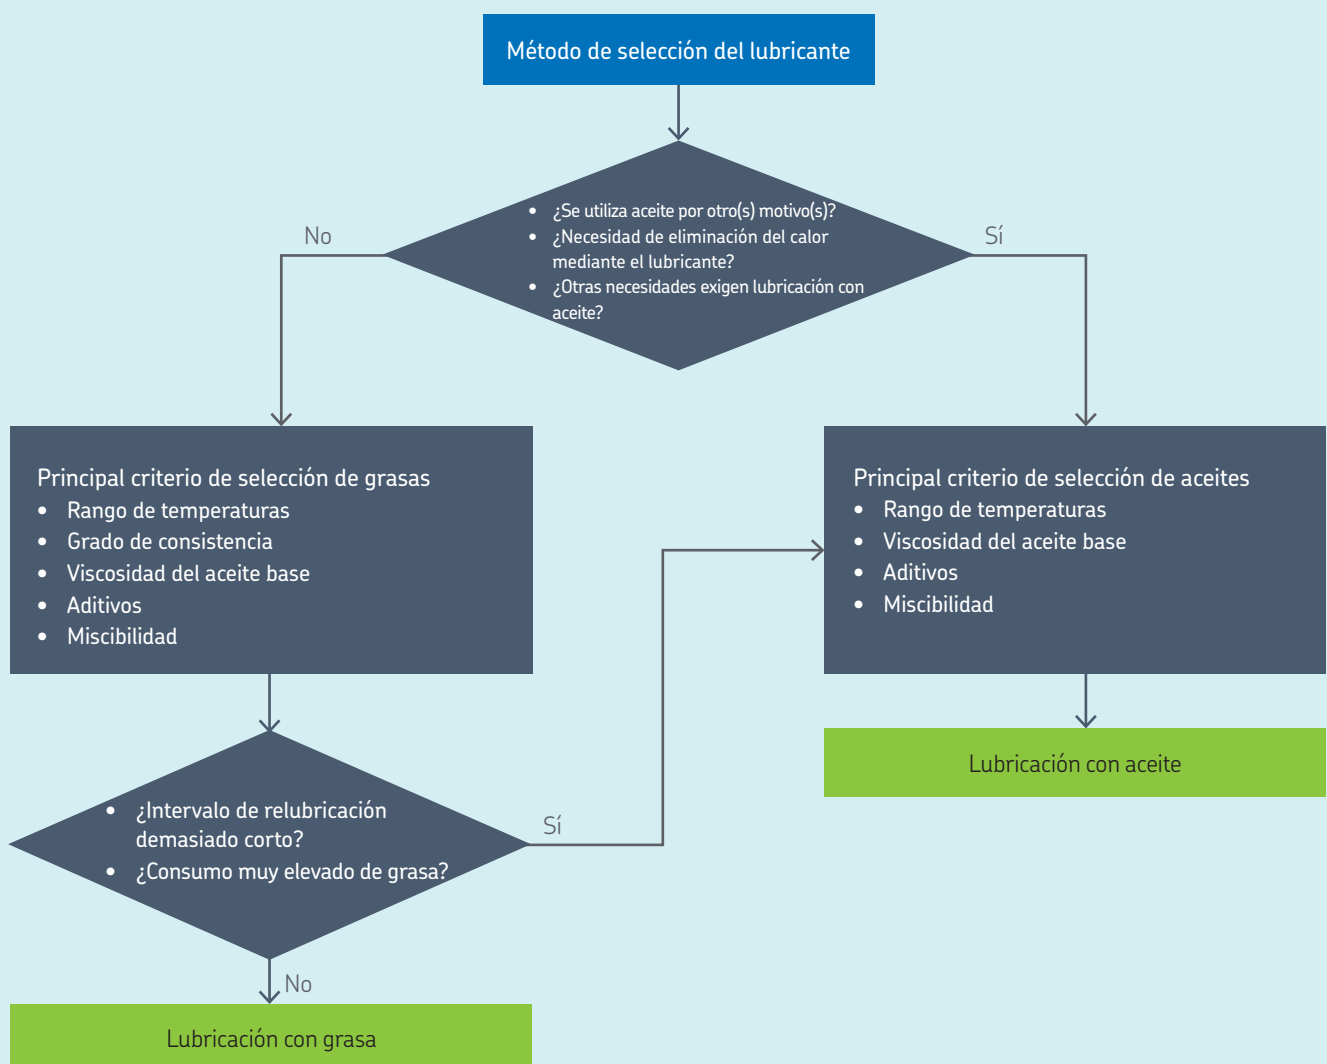 Método de selección del lubricante
• ¿Se utiliza aceite por otro(s) motivo(s)?
• ¿Necesidad de eliminación del calor
mediante el lubricante?
• ¿Otras necesidades exigen lubricación con
aceite?
No
Sí
Principal criterio de selección de grasas
• Rango de temperaturas
• Grado de consistencia
• Viscosidad del aceite base
• Aditivos
• Miscibilidad
Principal criterio de selección de aceites
• Rango de temperaturas
• Viscosidad del aceite base
• Aditivos
• Miscibilidad
• ¿Intervalo de relubricación
demasiado corto?
• ¿Consumo muy elevado de grasa?
Sí
Lubricación con aceite
No
Lubricación con grasa